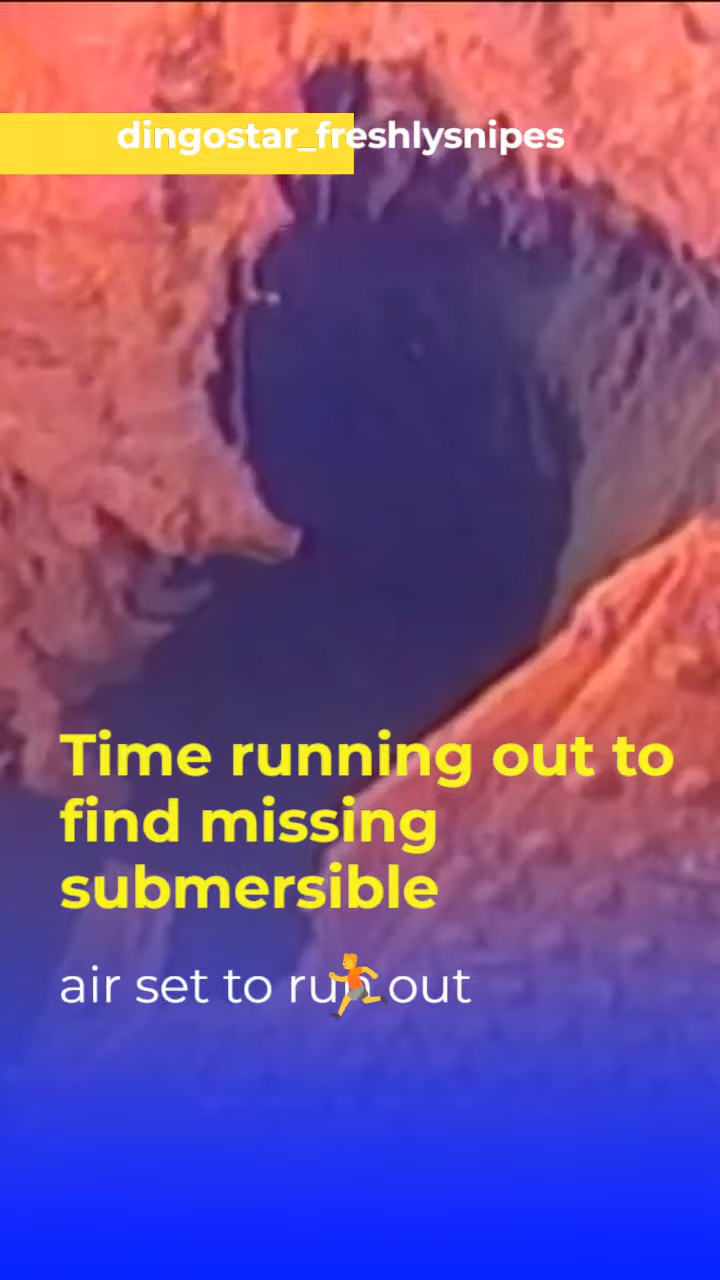 dingostar_freshlysnipes
Time running out to
find missing
submersible
air set to run out